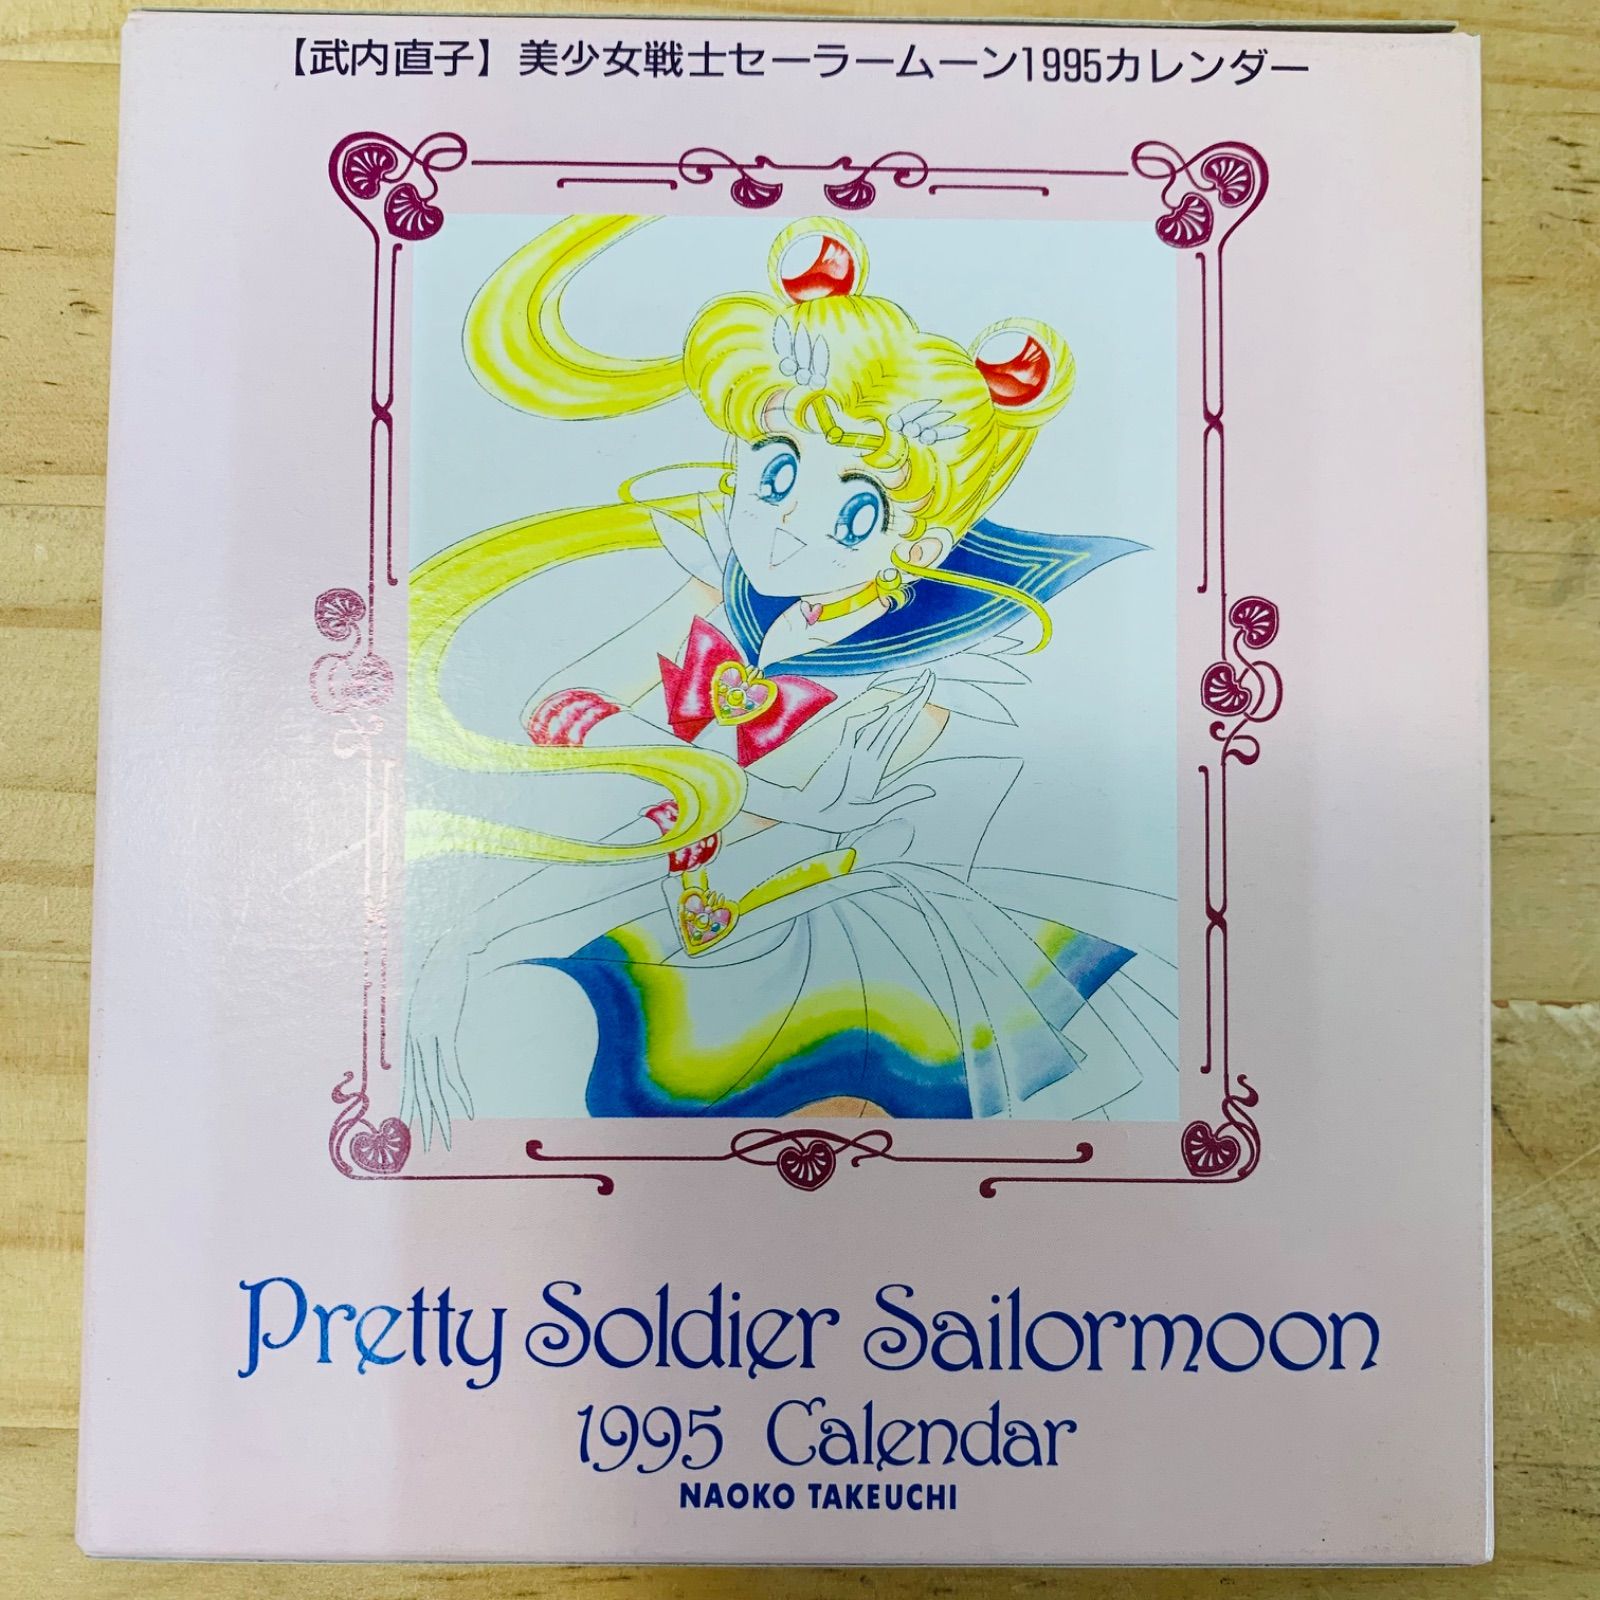 【武内直子】美少女戦士セーラームーン1995カレンダー
Pretty Soldier Sailormoon
1995 Calendar
NAOKO TAKEUCHI